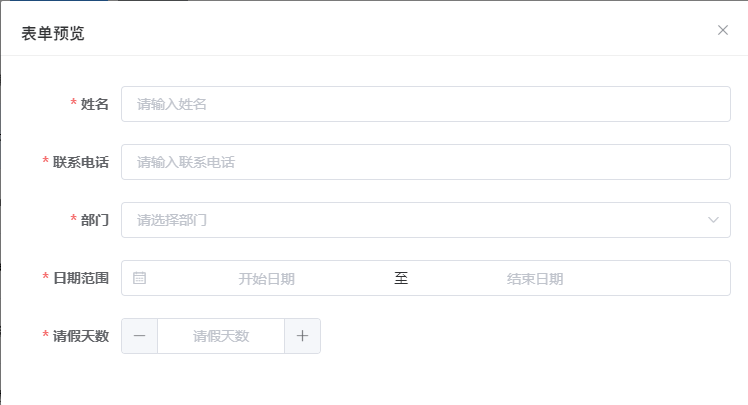 表单预览
* 姓名 请输入姓名
* 联系电话 请输入联系电话
* 部门 请选择部门
* 日期范围 开始日期 至 结束日期
* 请假天数 请假天数